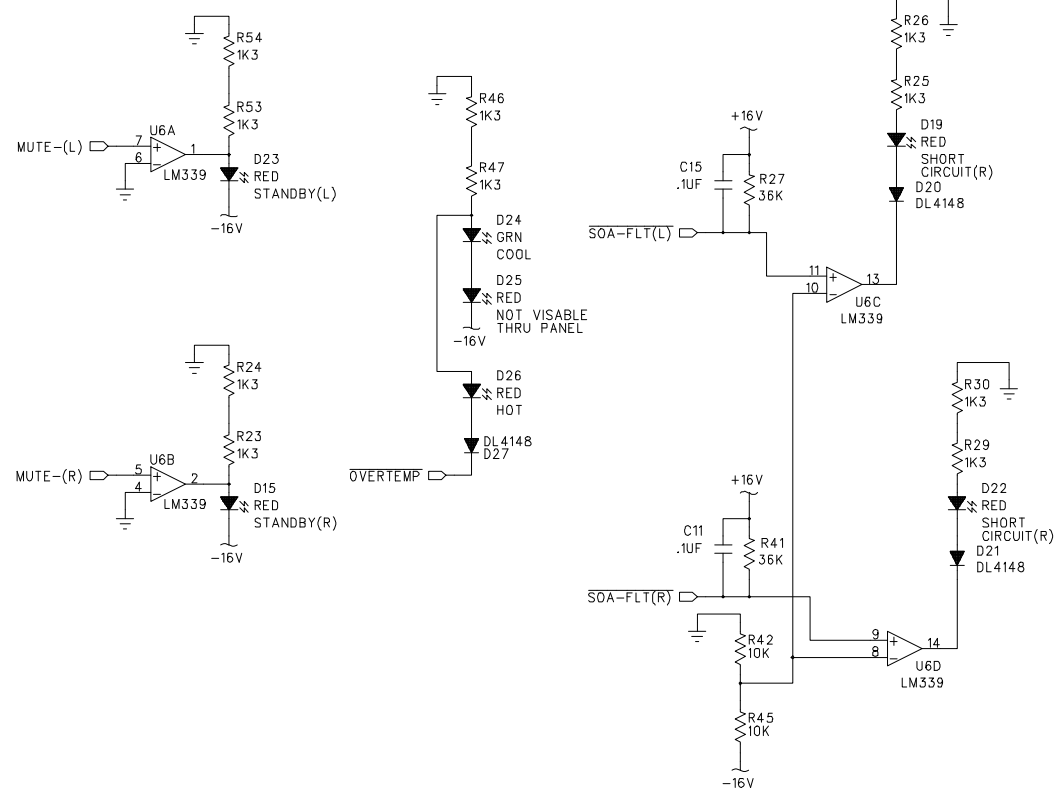 R54
1K3
R53
1K3
U6A
MUTE-(L)
7
+
6
-
1
LM339
D23
RED
STANDBY(L)
-16V
R24
1K3
R23
1K3
U6B
MUTE-(R)
5
+
4
-
2
LM339
D15
RED
STANDBY(R)
-16V
R46
1K3
R47
1K3
D24
GRN
COOL
D25
RED
NOT VISABLE
THRU PANEL
-16V
D26
RED
HOT
DL4148
D27
OVERTEMP
R26
1K3
R25
1K3
D19
RED
SHORT
CIRCUIT(R)
D20
DL4148
+16V
C15
.1UF
R27
36K
SOA-FLT(L)
11
+
10
-
13
U6C
LM339
R30
1K3
R29
1K3
D22
RED
SHORT
CIRCUIT(R)
D21
DL4148
+16V
C11
.1UF
R41
36K
SOA-FLT(R)
9
+
8
-
14
U6D
LM339
R42
10K
R45
10K
-16V